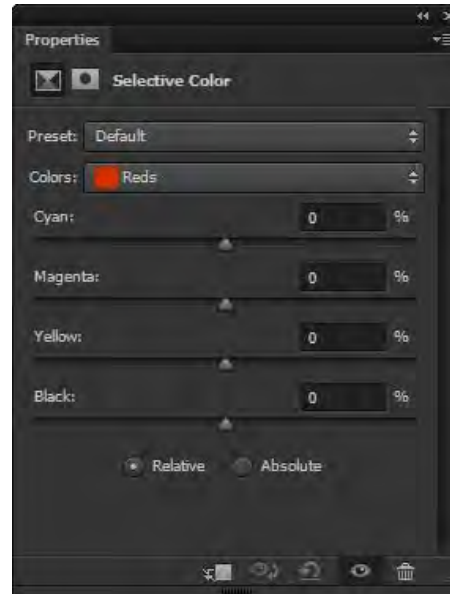 Properties
Selective Color
Preset: Default
Colors: Reds
Cyan: 0 %
Magenta: 0 %
Yellow: 0 %
Black: 0 %
Relative Absolute